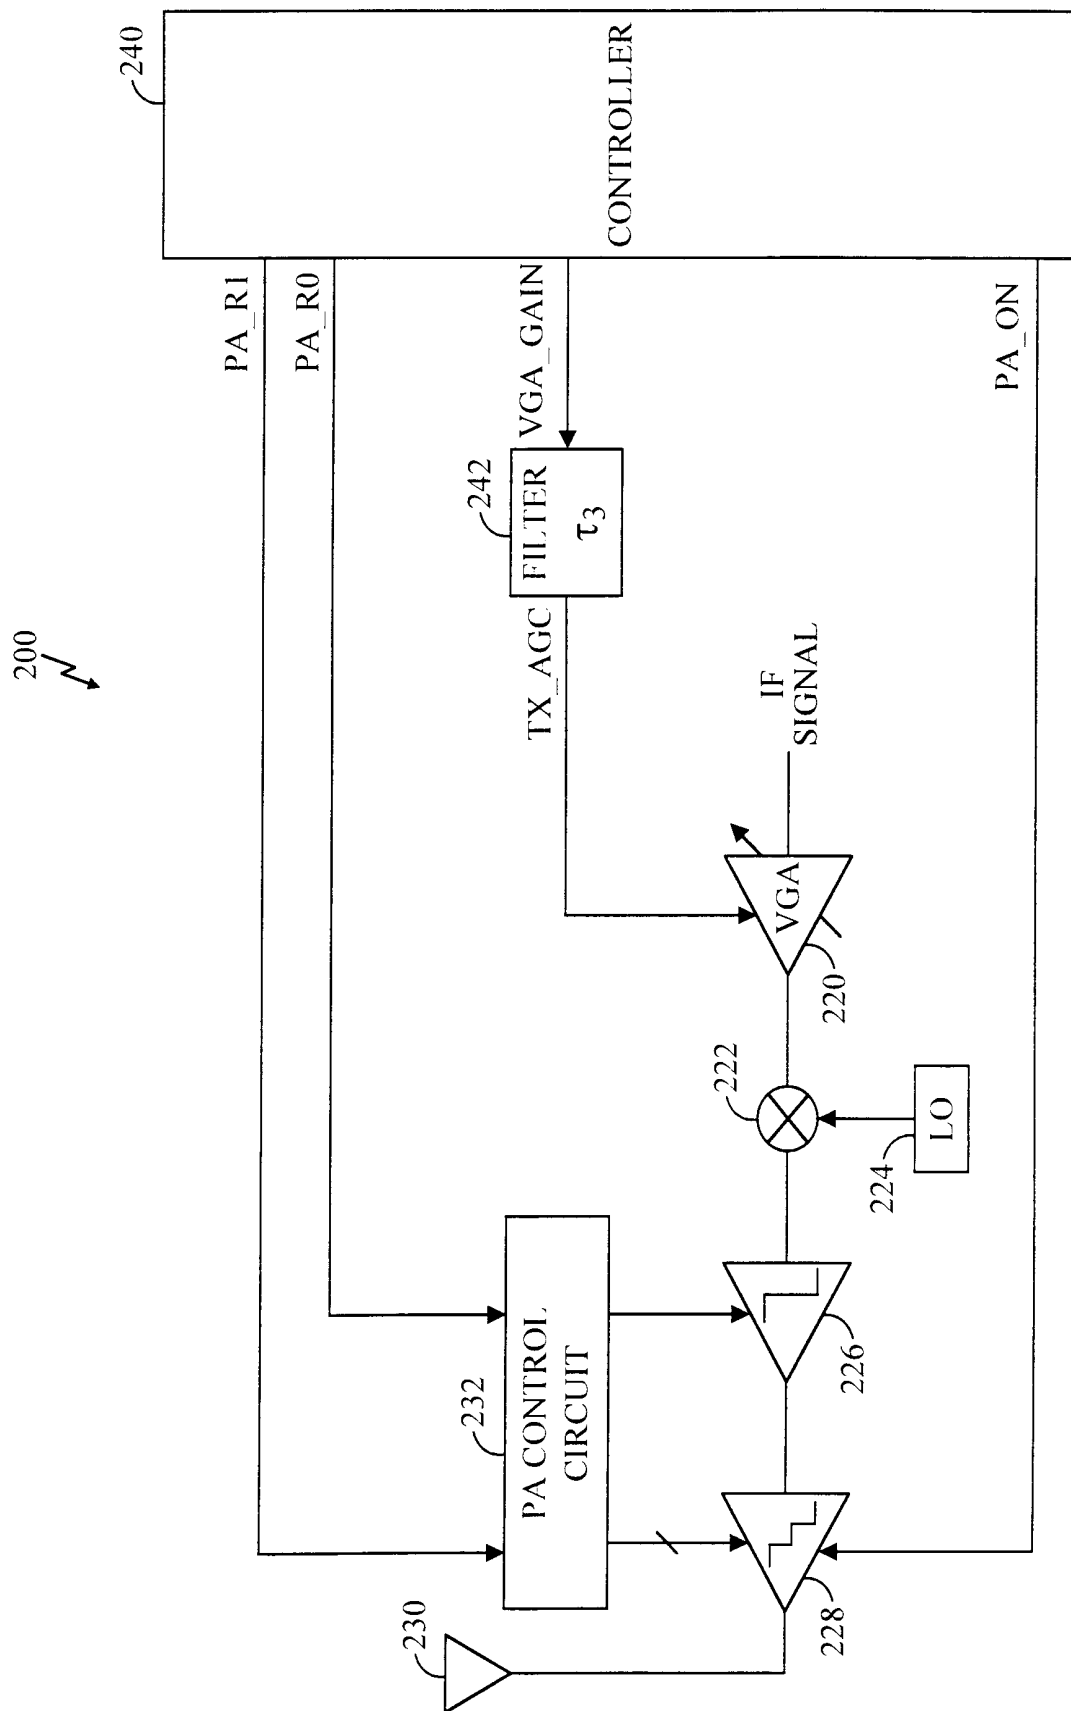 200
240
CONTROLLER
PA_R1
PA_R0
VGA_GAIN
PA_ON
242
FILTER
τ3
TX_AGC
IF
SIGNAL
VGA
220
222
LO
224
226
PA CONTROL
CIRCUIT
232
228
230